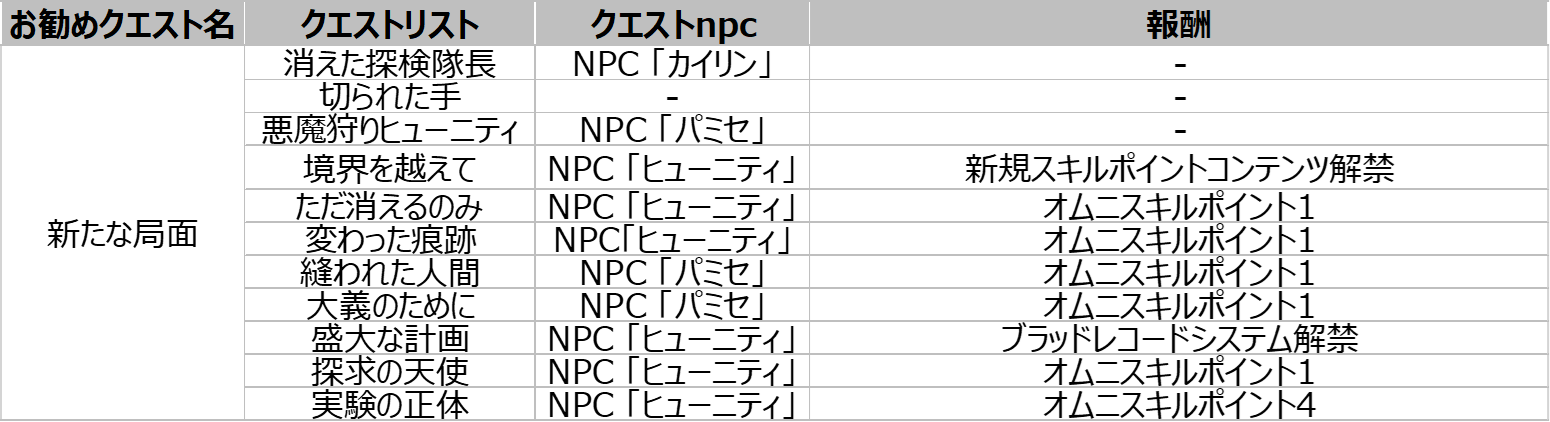 お勧めクエスト名 クエストリスト クエストnpc 報酬
消えた探検隊長 NPC「カイリン」 -
切られた手 - -
悪魔狩りヒューニティ NPC「パミセ」 -
境界を越えて NPC「ヒューニティ」 新規スキルポイントコンテンツ解禁
ただ消えるのみ NPC「ヒューニティ」 オムニスキルポイント1
新たな局面 変わった痕跡 NPC「ヒューニティ」 オムニスキルポイント1
縫われた人間 NPC「パミセ」 オムニスキルポイント1
大義のために NPC「パミセ」 オムニスキルポイント1
盛大な計画 NPC「ヒューニティ」 ブラッドレコードシステム解禁
探求の天使 NPC「ヒューニティ」 オムニスキルポイント1
実験の正体 NPC「ヒューニティ」 オムニスキルポイント4